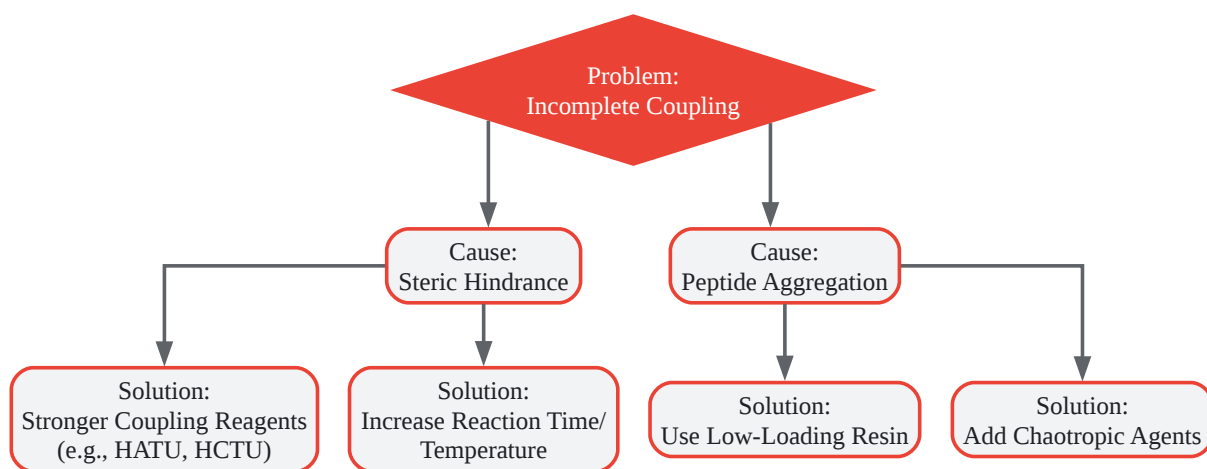 Problem:
Incomplete Coupling
Cause:
Steric Hindrance
Cause:
Peptide Aggregation
Solution:
Stronger Coupling Reagents
(e.g., HATU, HCTU)
Solution:
Increase Reaction Time/
Temperature
Solution:
Use Low-Loading Resin
Solution:
Add Chaotropic Agents